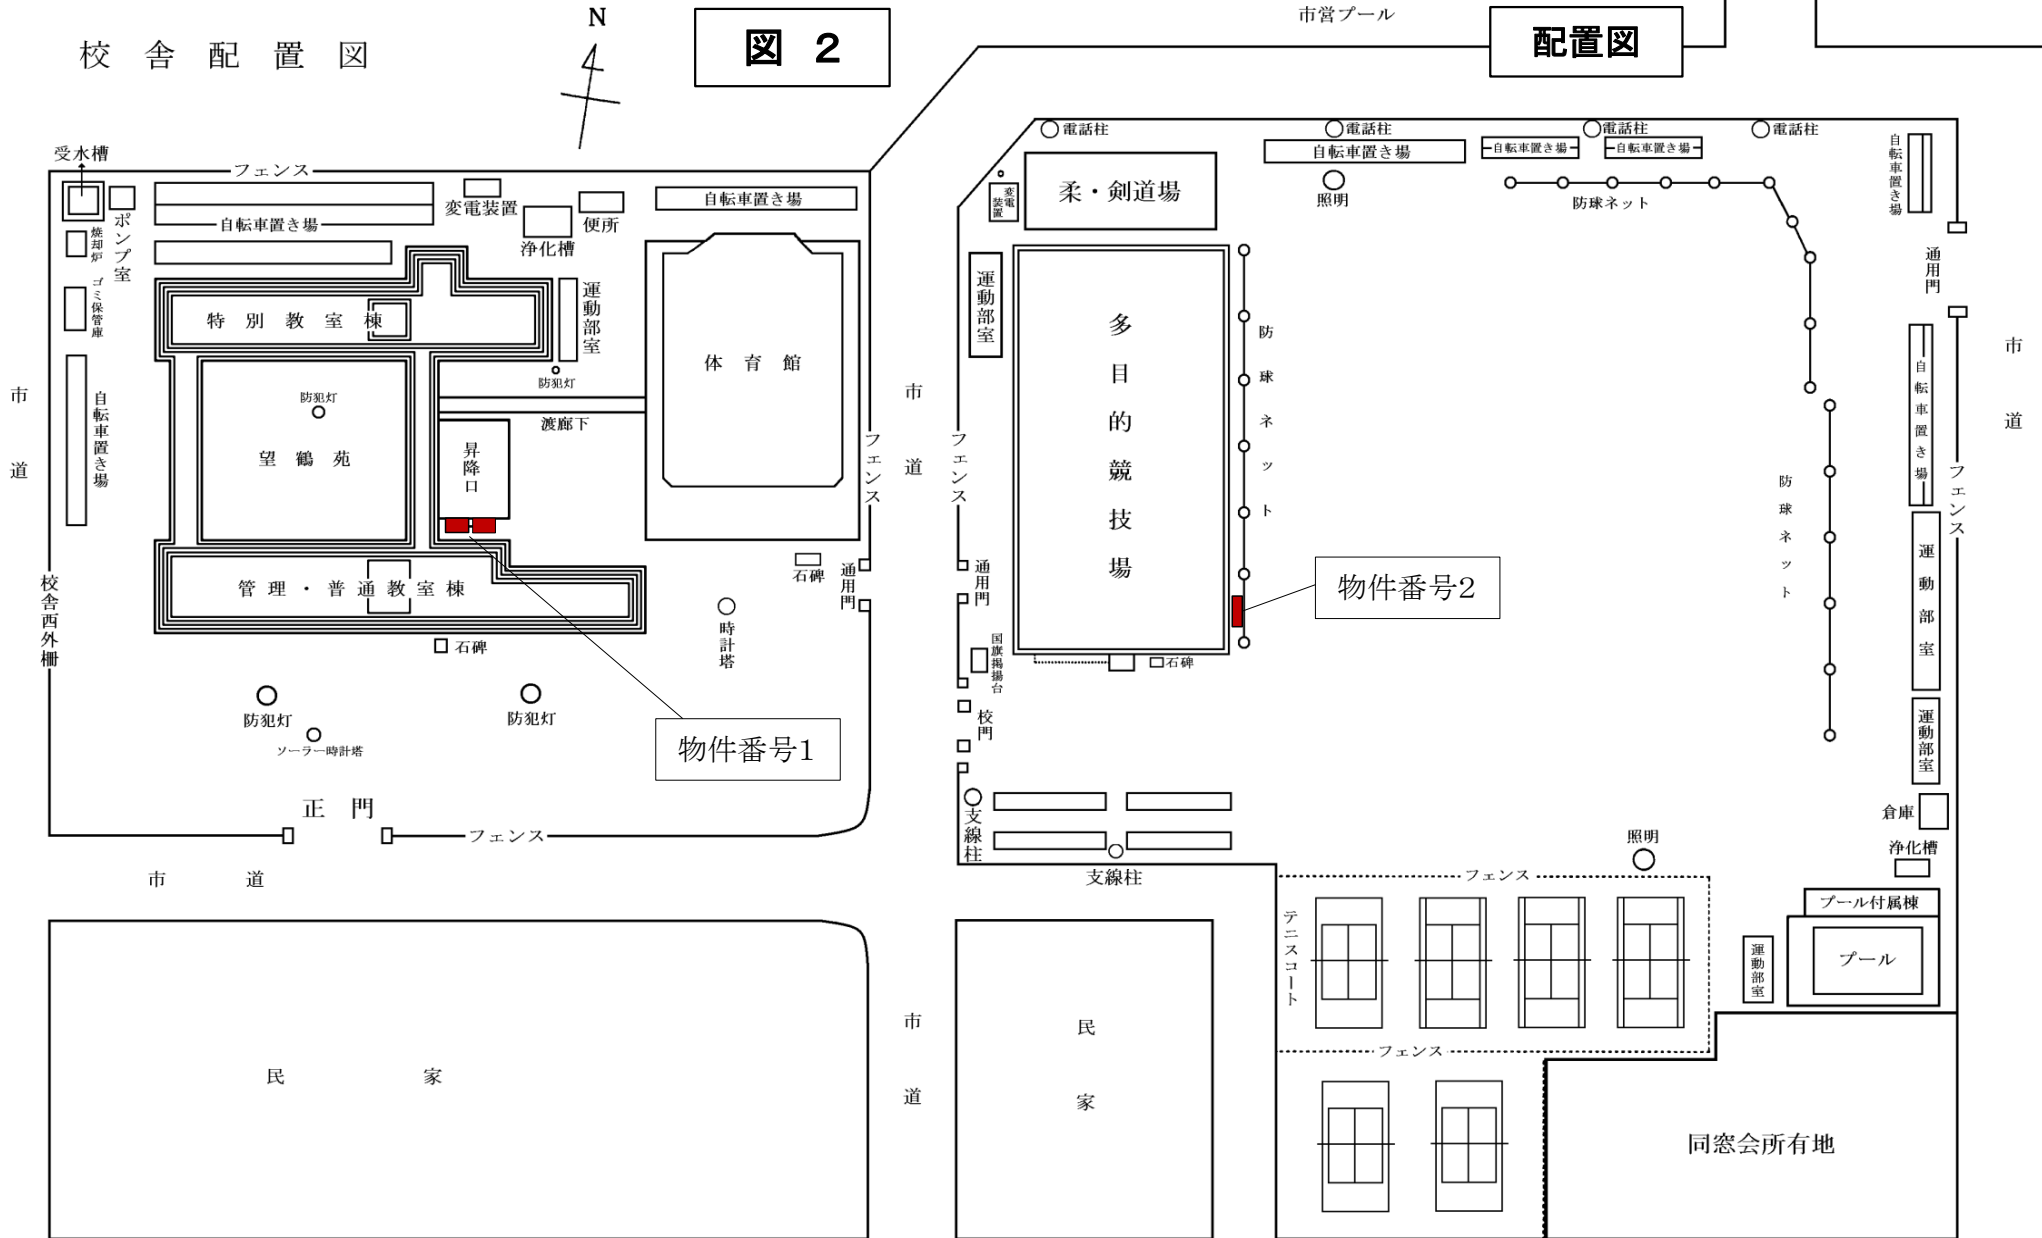 校舎配置図
N
図 2
市営プール
配置図
受水槽
フェンス
ポンプ室
焼却炉
ゴミ保管庫
自転車置き場
変電装置
浄化槽
便所
自転車置き場
特別教室棟
運動部室
防犯灯
体育館
渡廊下
防犯灯
望鶴苑
昇降口
自転車置き場
市道
校舎西外柵
管理・普通教室棟
石碑
石碑
通用門
時計塔
フェンス
市道
防犯灯
防犯灯
ソーラー時計塔
物件番号1
正門
フェンス
市道
民家
電話柱
電話柱
電話柱
電話柱
自転車置き場
自転車置き場
自転車置き場
自転車置き場
変電装置
柔・剣道場
照明
防球ネット
運動部室
多目的競技場
防球ネット
フェンス
通用門
国旗掲揚台
石碑
校門
物件番号2
通用門
市道
自転車置き場
フェンス
防球ネット
運動部室
運動部室
倉庫
浄化槽
照明
支線柱
支線柱
フェンス
テニスコート
プール付属棟
プール
運動部室
フェンス
市道
民家
同窓会所有地